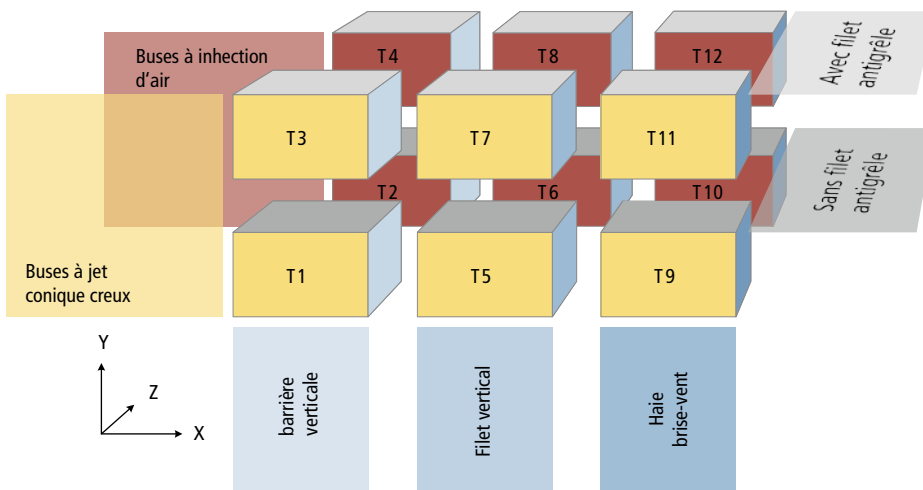 Buses à inhection
d'air
T4
T8
T12
Avec filet
antigrêle
T3
T7
T11
T2
T6
T10
Sans filet
antigrêle
Buses à jet
conique creux
T1
T5
T9
Y
Z
X
barrière
verticale
Filet vertical
Haie
brise-vent